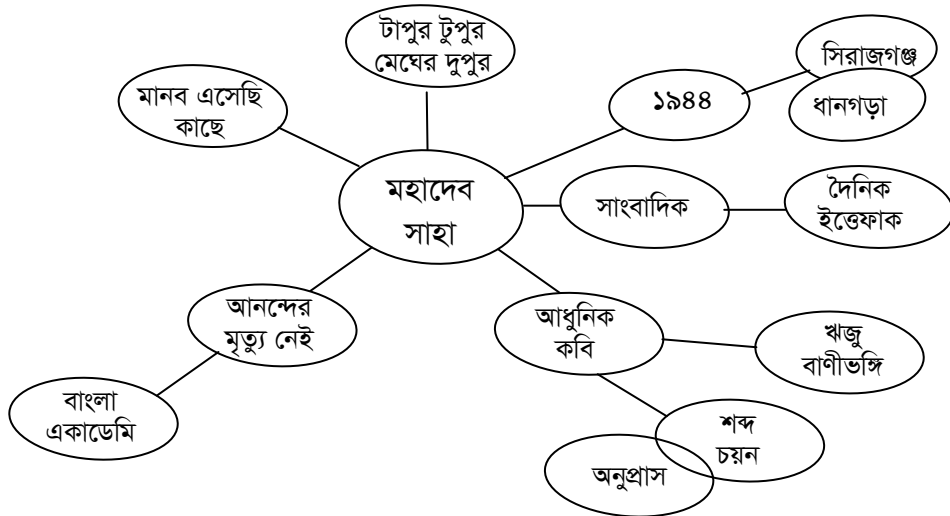 টাপুর টুপুর
মেঘের দুপুর
সিরাজগঞ্জ
ধানগড়া
১৯৪৪
মানব এসেছি
কাছে
মহাদেব
সাহা
সাংবাদিক
দৈনিক
ইত্তেফাক
আনন্দের
মৃত্যু নেই
আধুনিক
কবি
ঋজু
বাণীভঙ্গি
বাংলা
একাডেমি
শব্দ
চয়ন
অনুপ্রাস